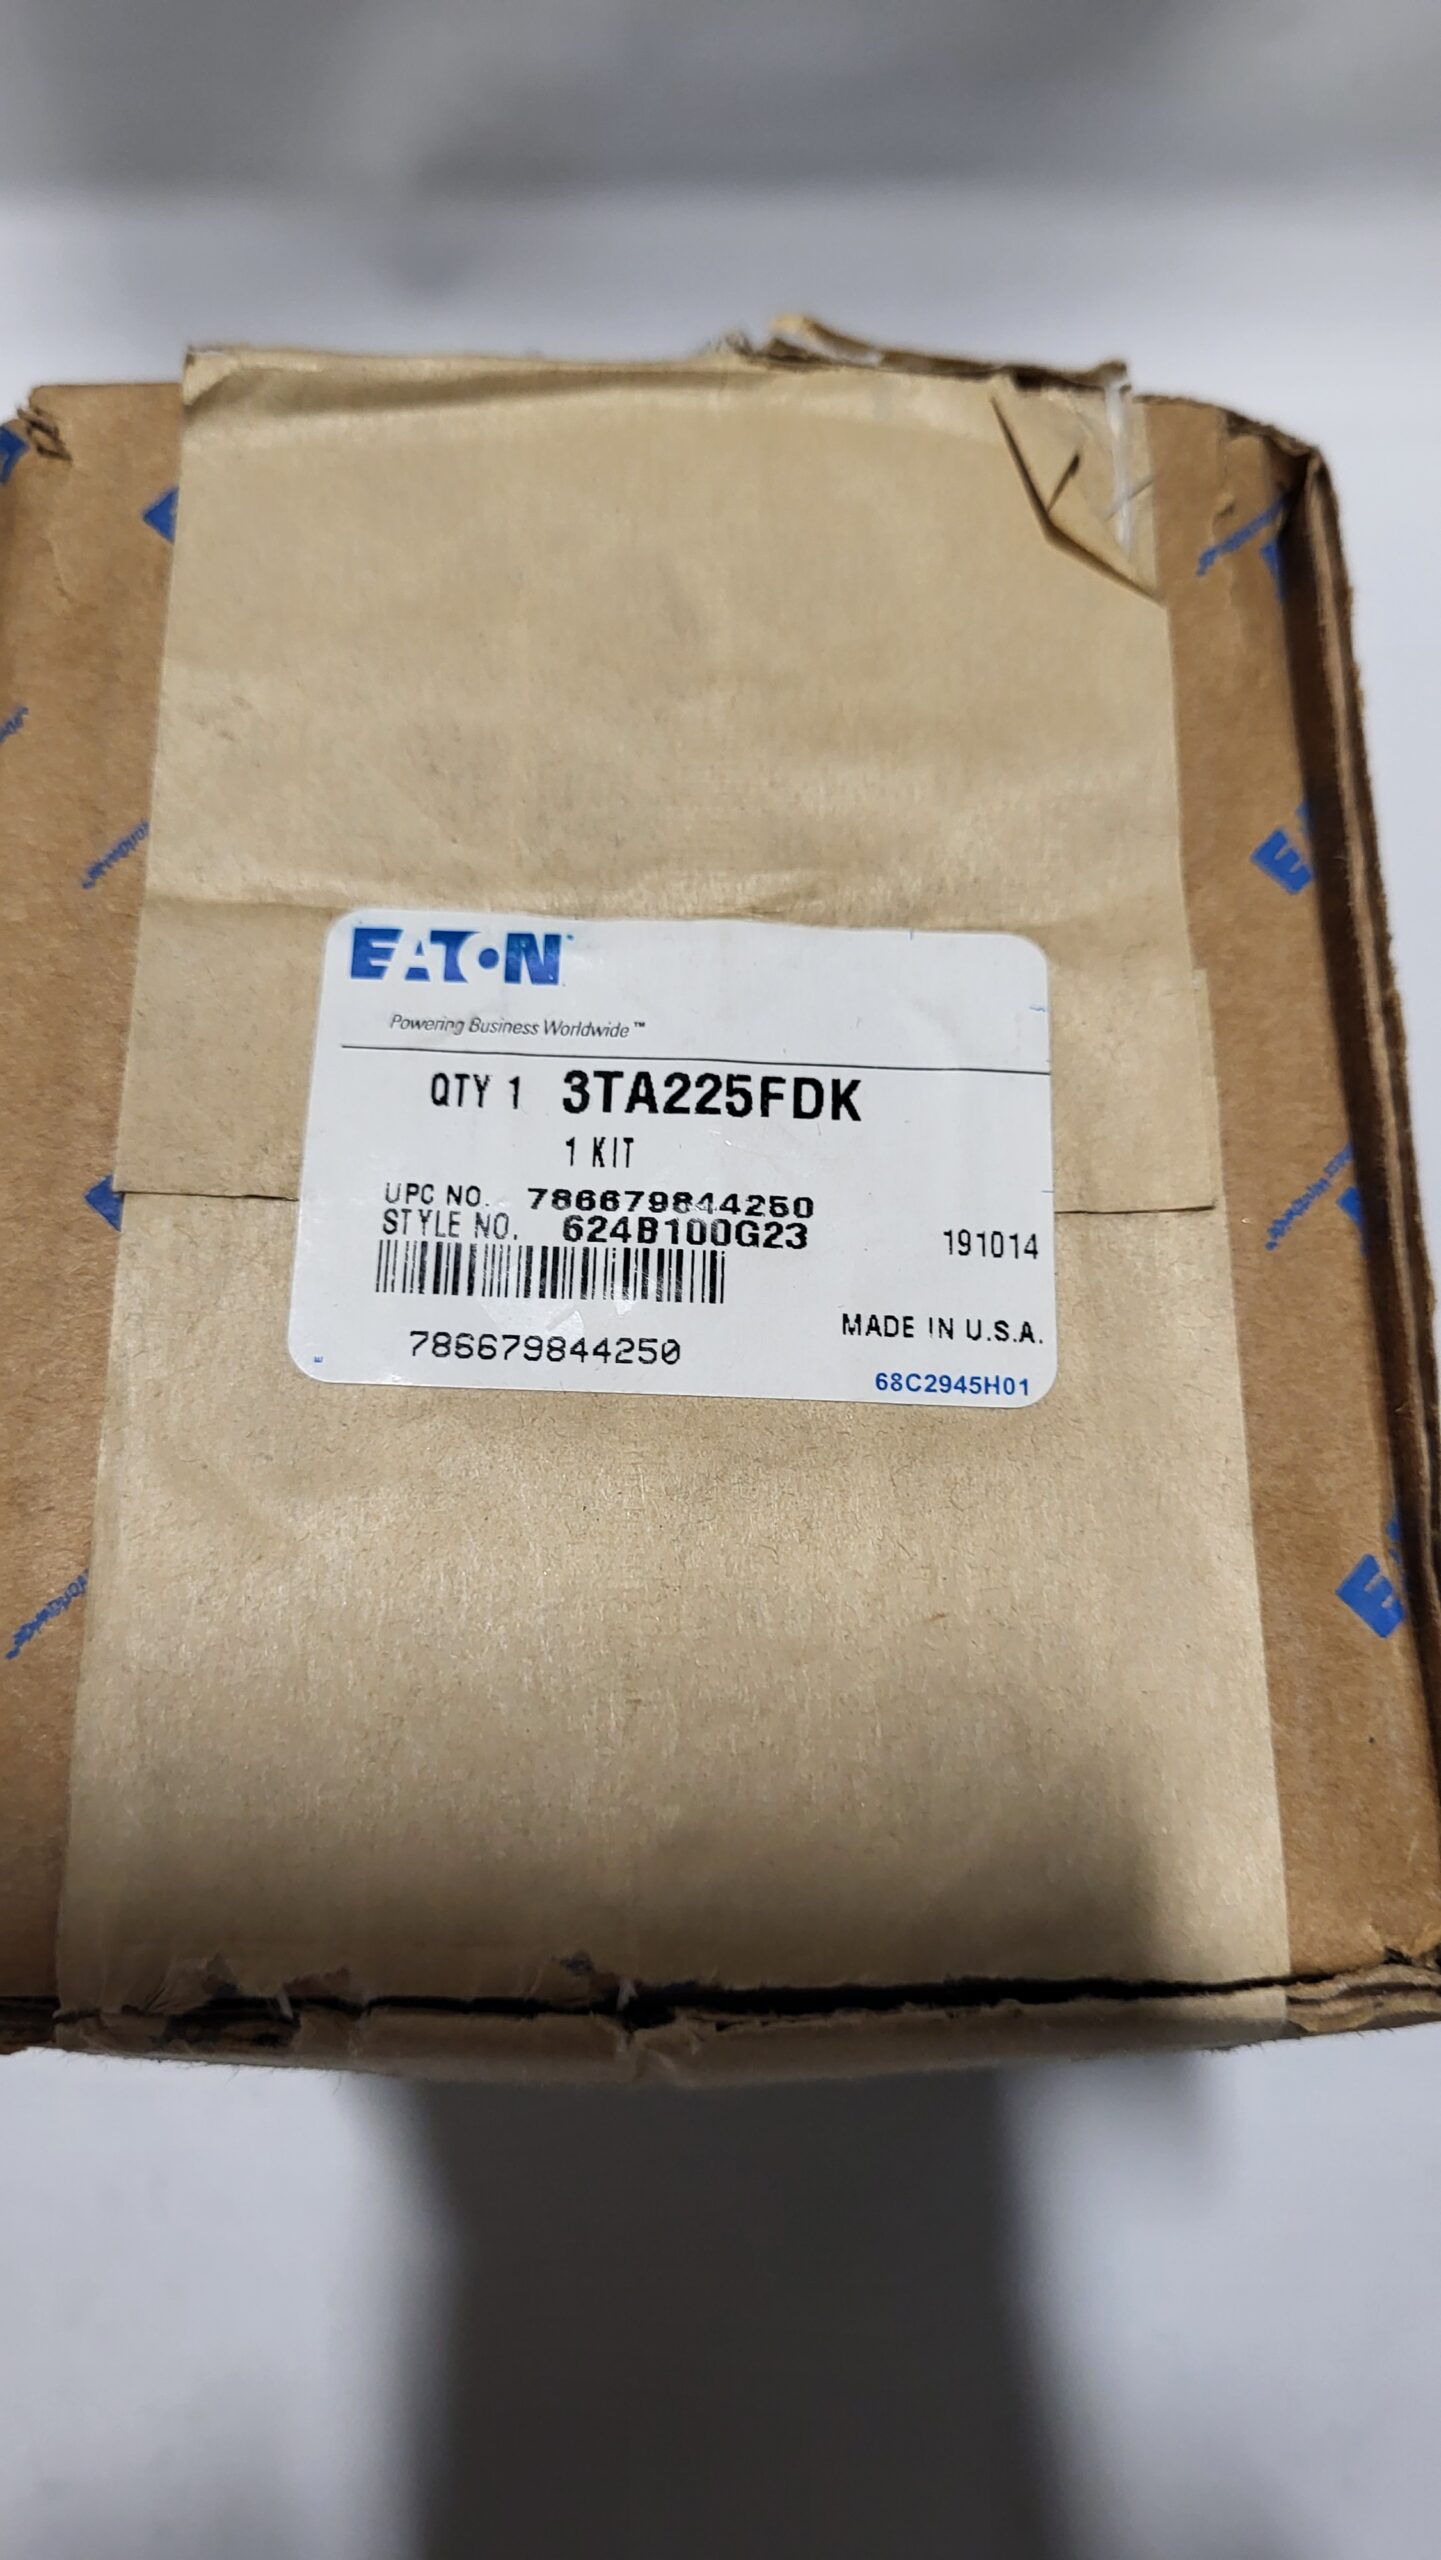 EATON
Powering Business Worldwide™
QTY 1 3TA225FDK
1 KIT
UPC NO. 786679844250
STYLE NO. 624B100G23
191014
786679844250
MADE IN U.S.A.
68C2945H01